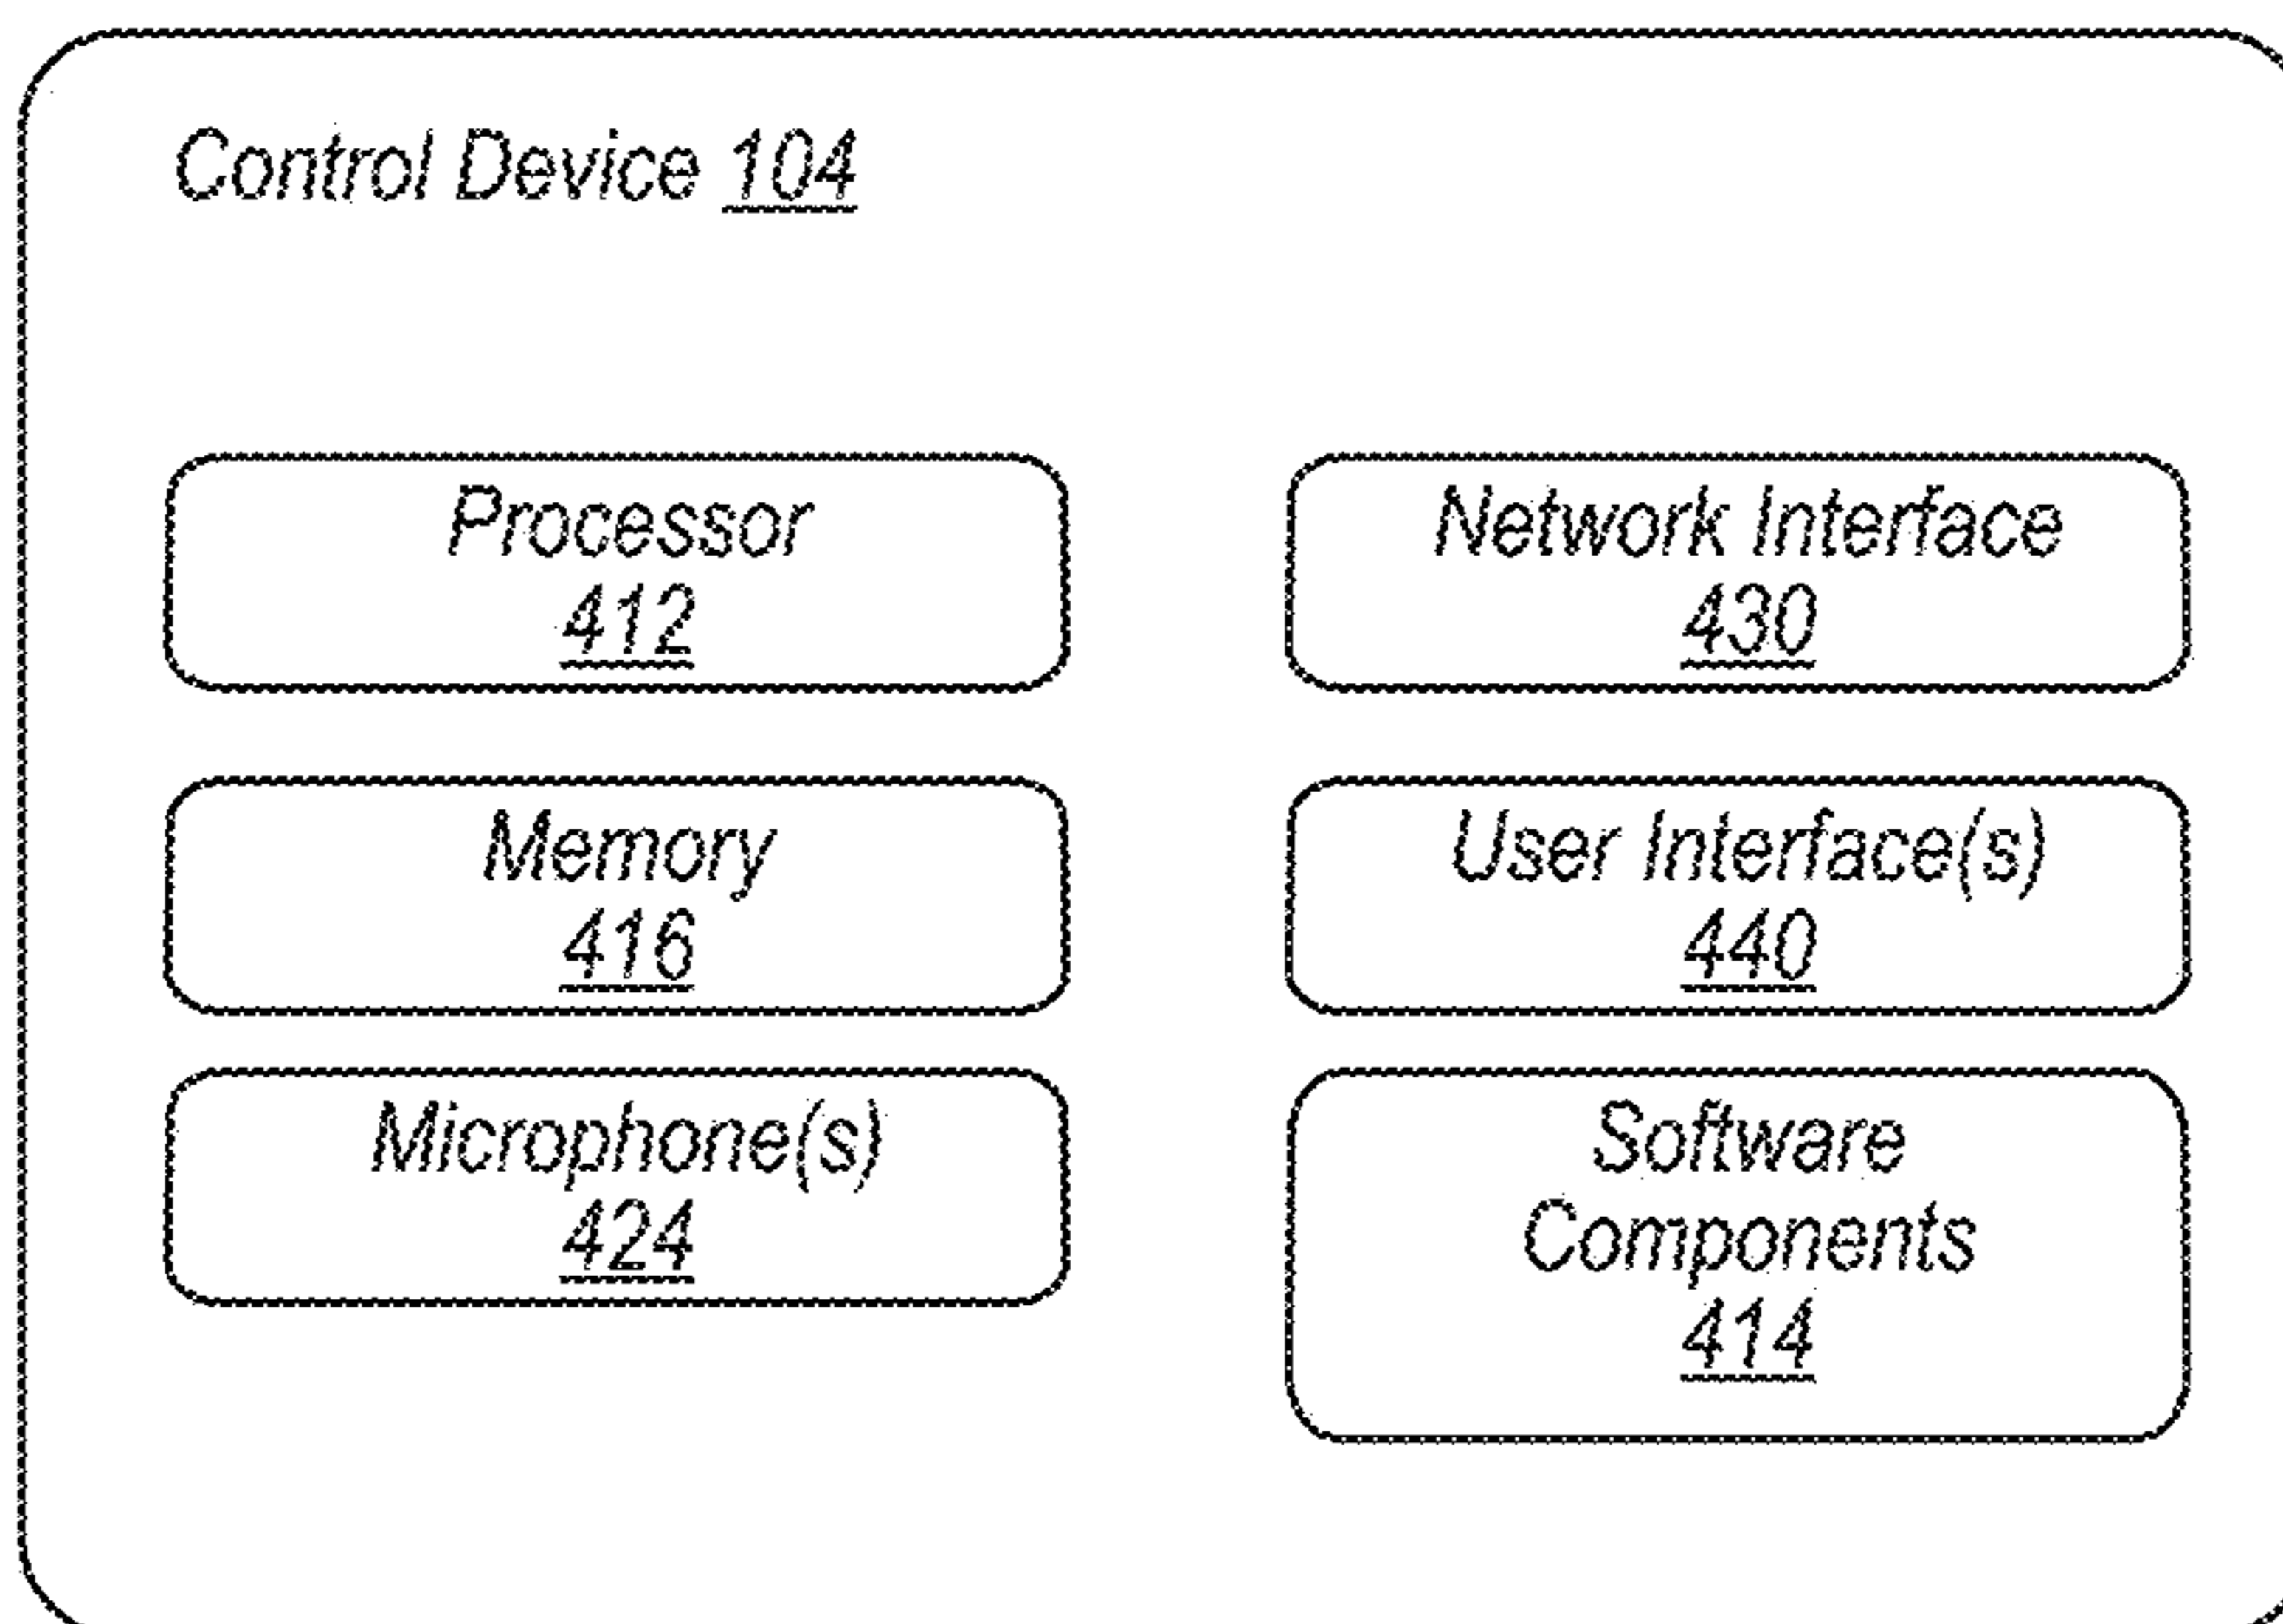 Control Device 104
Processor
412
Network Interface
430
Memory
416
User Interface(s)
440
Microphone(s)
424
Software
Components
414